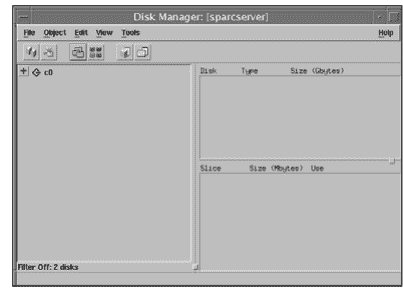 Disk Manager: [sparcserver]
File Object Edit View Tools Help
c0
Disk Type Size (Gbytes)
Slice Size (Mbytes) Use
Filter Off: 2 disks